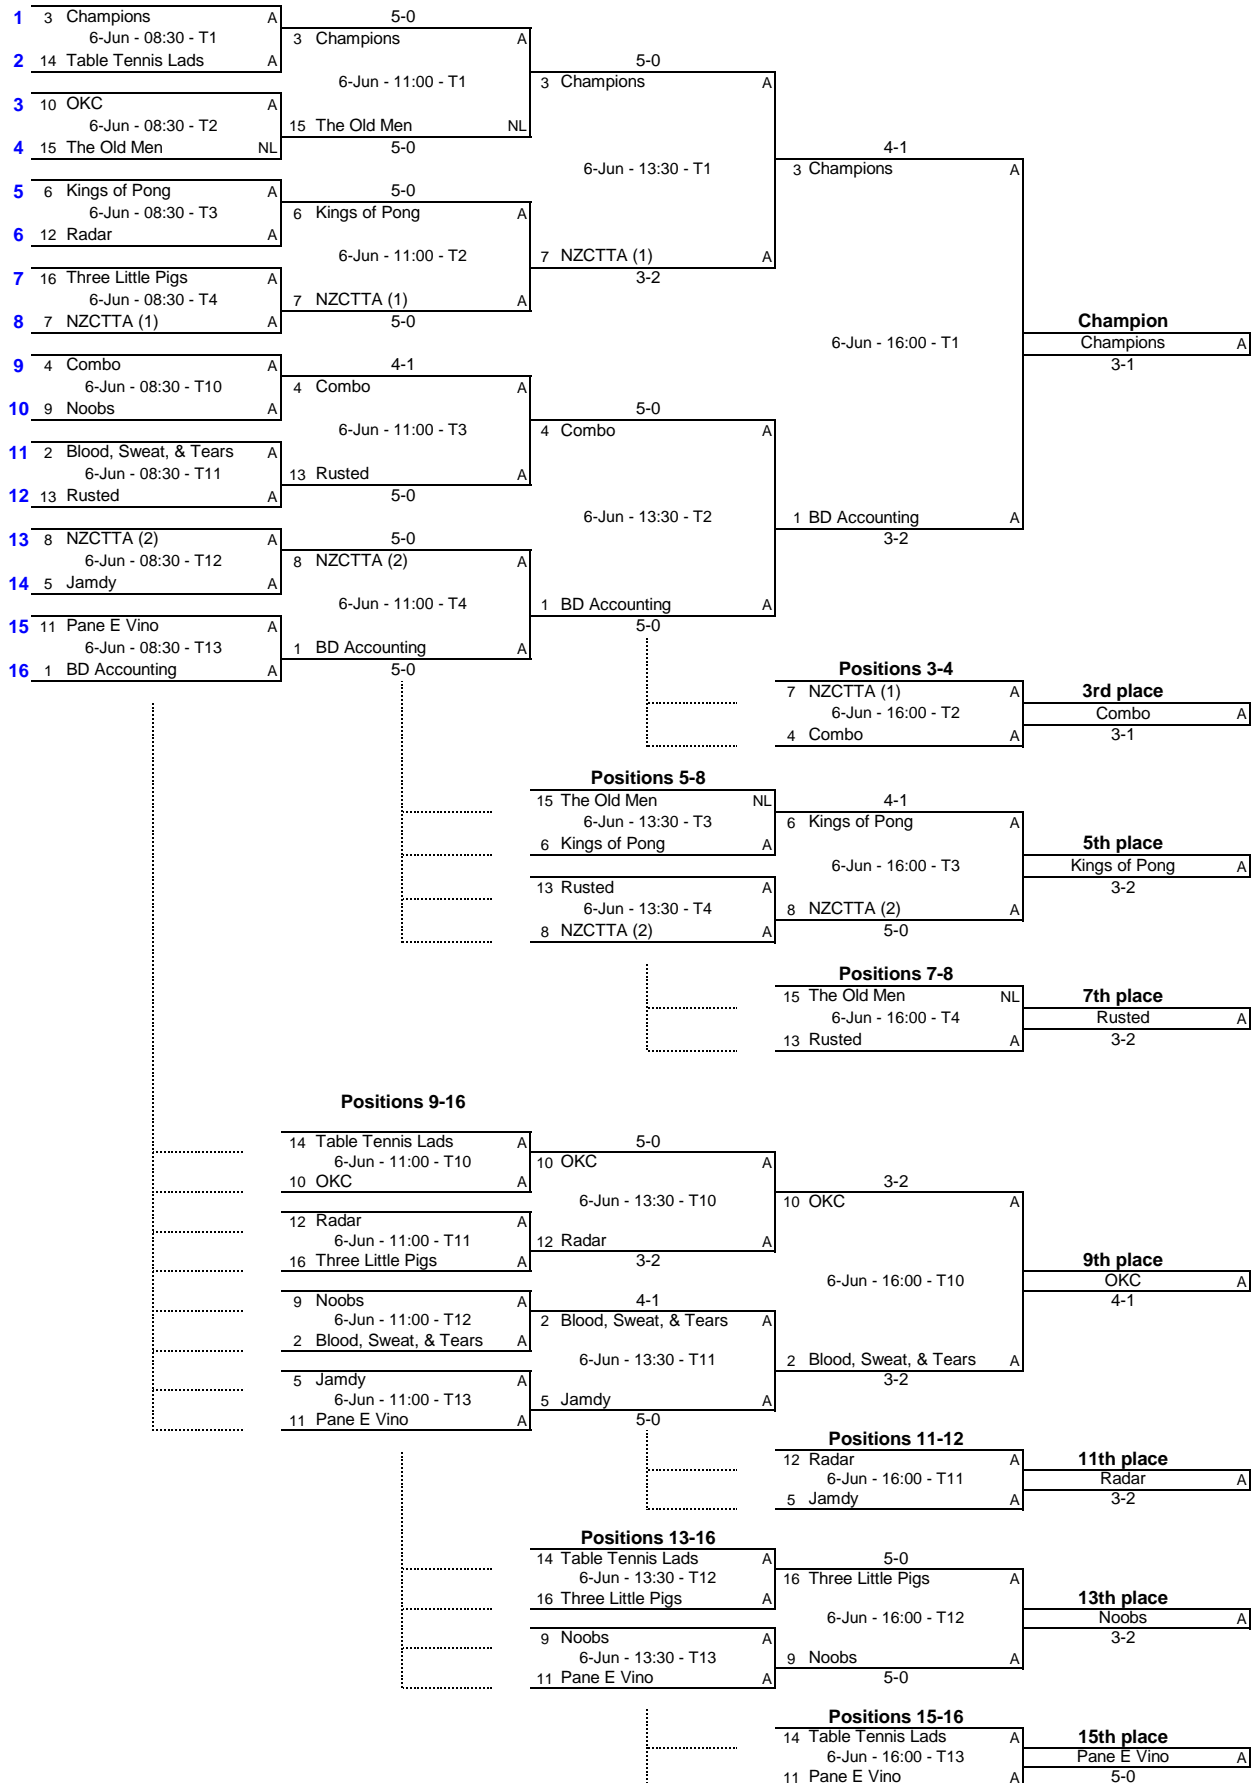 1 3 Champions A 5-0
6-Jun - 08:30 - T1 3 Champions A
2 14 Table Tennis Lads A 5-0
6-Jun - 11:00 - T1 3 Champions A
3 10 OKC A
6-Jun - 08:30 - T2 15 The Old Men NL
4 15 The Old Men NL 5-0 4-1
6-Jun - 13:30 - T1 3 Champions A
5 6 Kings of Pong A 5-0
6-Jun - 08:30 - T3 6 Kings of Pong A
6 12 Radar A
6-Jun - 11:00 - T2 7 NZCTTA (1) A
7 16 Three Little Pigs A 3-2
6-Jun - 08:30 - T4 7 NZCTTA (1) A
8 7 NZCTTA (1) A 5-0 Champion
6-Jun - 16:00 - T1 Champions A
9 4 Combo A 4-1 3-1
6-Jun - 08:30 - T10 4 Combo A
10 9 Noobs A 5-0
6-Jun - 11:00 - T3 4 Combo A
11 2 Blood, Sweat, & Tears A
6-Jun - 08:30 - T11 13 Rusted A
12 13 Rusted A 5-0
6-Jun - 13:30 - T2 1 BD Accounting A
13 8 NZCTTA (2) A 5-0 3-2
6-Jun - 08:30 - T12 8 NZCTTA (2) A
14 5 Jamdy A
6-Jun - 11:00 - T4 1 BD Accounting A
15 11 Pane E Vino A 5-0
6-Jun - 08:30 - T13 1 BD Accounting A
16 1 BD Accounting A 5-0 Positions 3-4
7 NZCTTA (1) A 3rd place
6-Jun - 16:00 - T2 Combo A
4 Combo A 3-1
Positions 5-8
15 The Old Men NL 4-1
6-Jun - 13:30 - T3 6 Kings of Pong A
6 Kings of Pong A 5th place
6-Jun - 16:00 - T3 Kings of Pong A
13 Rusted A 3-2
6-Jun - 13:30 - T4 8 NZCTTA (2) A
8 NZCTTA (2) A 5-0
Positions 7-8
15 The Old Men NL 7th place
6-Jun - 16:00 - T4 Rusted A
13 Rusted A 3-2
Positions 9-16
14 Table Tennis Lads A 5-0
6-Jun - 11:00 - T10 10 OKC A
10 OKC A 3-2
6-Jun - 13:30 - T10 10 OKC A
12 Radar A
6-Jun - 11:00 - T11 12 Radar A
16 Three Little Pigs A 3-2 9th place
6-Jun - 16:00 - T10 OKC A
9 Noobs A 4-1 4-1
6-Jun - 11:00 - T12 2 Blood, Sweat, & Tears A
2 Blood, Sweat, & Tears A
6-Jun - 13:30 - T11 2 Blood, Sweat, & Tears A
5 Jamdy A 3-2
6-Jun - 11:00 - T13 5 Jamdy A
11 Pane E Vino A 5-0
Positions 11-12
12 Radar A 11th place
6-Jun - 16:00 - T11 Radar A
5 Jamdy A 3-2
Positions 13-16
14 Table Tennis Lads A 5-0
6-Jun - 13:30 - T12 16 Three Little Pigs A
16 Three Little Pigs A 13th place
6-Jun - 16:00 - T12 Noobs A
9 Noobs A 3-2
6-Jun - 13:30 - T13 9 Noobs A
11 Pane E Vino A 5-0
Positions 15-16
14 Table Tennis Lads A 15th place
6-Jun - 16:00 - T13 Pane E Vino A
11 Pane E Vino A 5-0